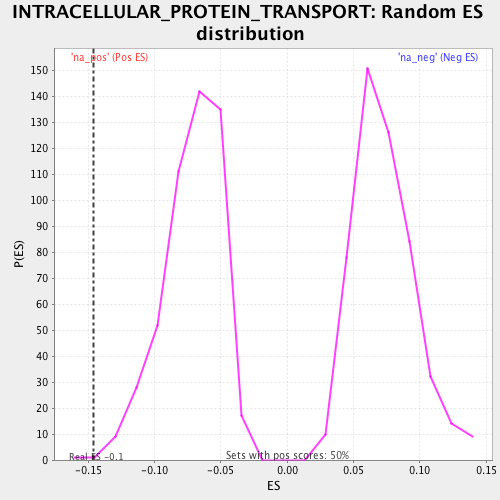 INTRACELLULAR_PROTEIN_TRANSPORT: Random ES
distribution
'na_pos' (Pos ES)
'na_neg' (Neg ES)
150
140
130
120
110
100
90
80
70
60
50
40
30
20
10
0
P(ES)
Real ES -0.1
Sets with pos scores: 50%
-0.15 -0.10 -0.05 0.00 0.05 0.10 0.15
ES